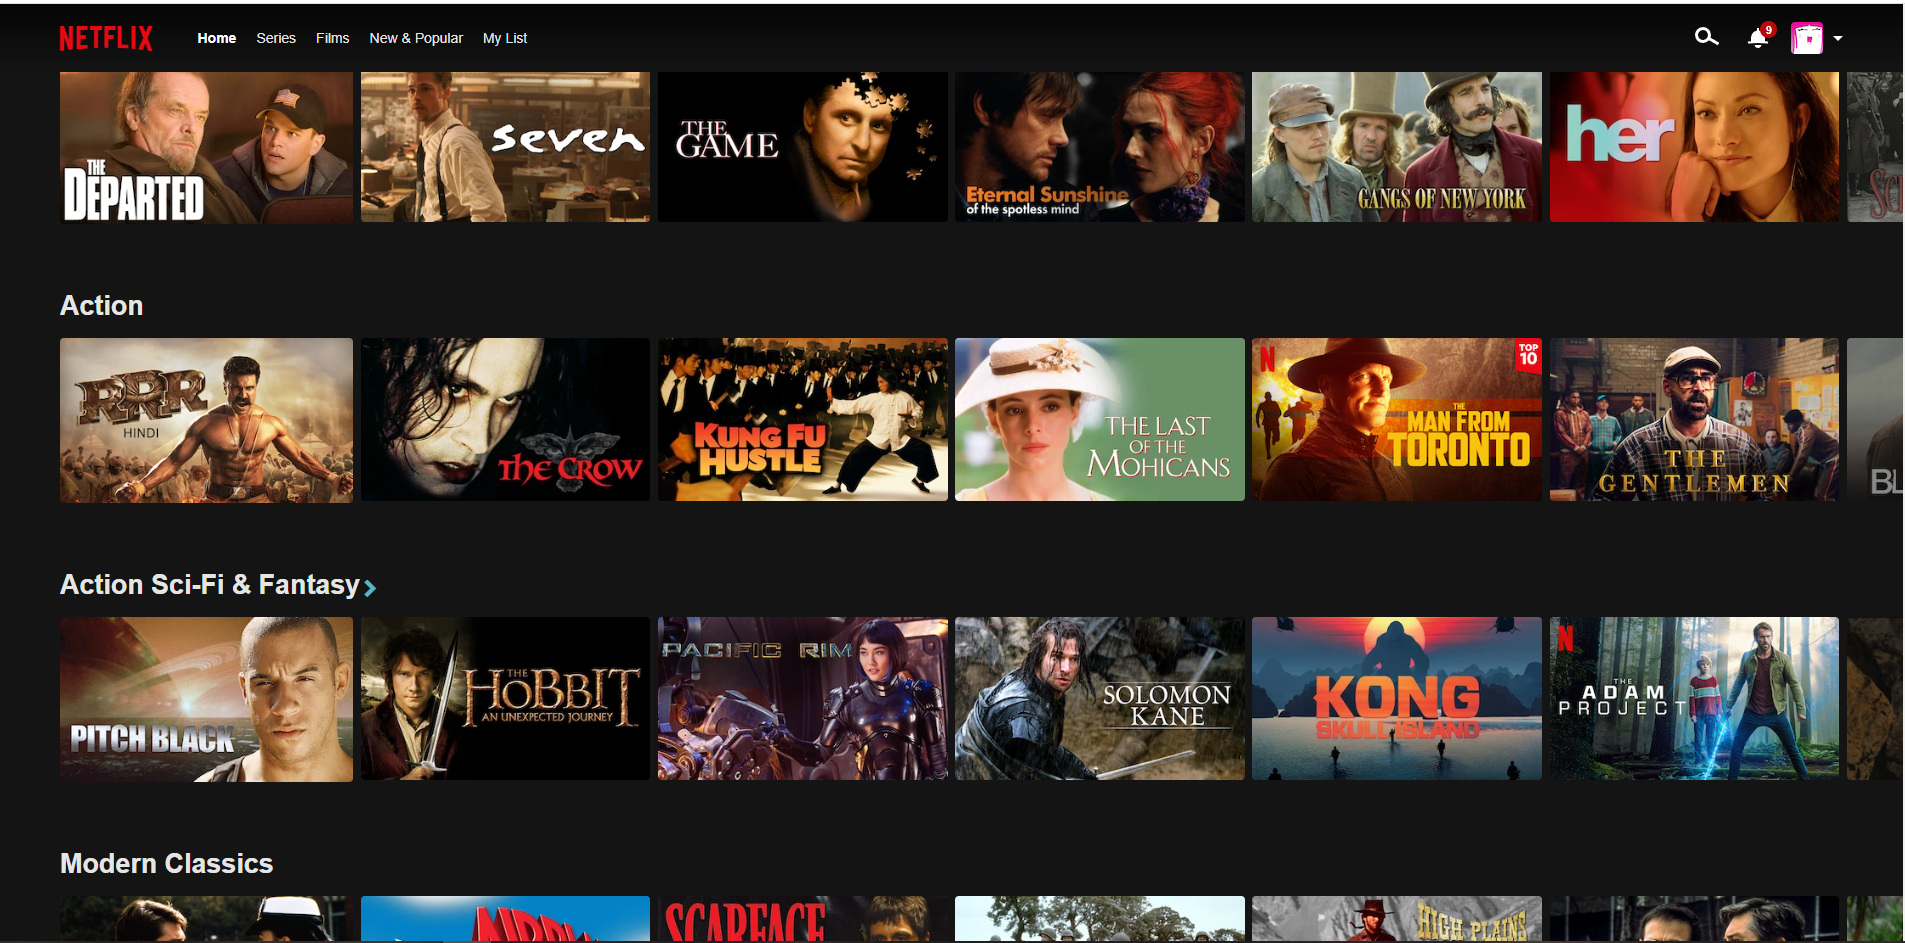 NETFLIX Home Series Films New & Popular My List 9
THE
DEPARTED
seven
THE
GAME
Eternal Sunshine
of the spotless mind
GANGS OF NEW YORK
her
Action
RRR
HINDI
THE CROW
KUNG FU
HUSTLE
THE LAST
OF THE
MOHICANS
N
TOP
10
THE
MAN FROM
TORONTO
THE
GENTLEMEN
BL
Action Sci-Fi & Fantasy
PITCH BLACK
THE
HOBBIT
AN UNEXPECTED JOURNEY
PACIFIC RIM
SOLOMON
KANE
KONG
SKULL ISLAND
N
THE
ADAM
PROJECT
Modern Classics
SCARFACE
HIGH PLAINS